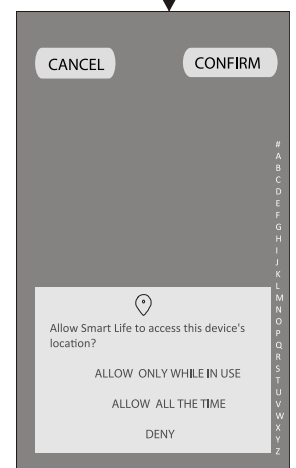 CANCEL
CONFIRM
#
A
B
C
D
E
F
G
H
I
J
K
L
M
N
O
P
Q
R
S
T
U
V
W
X
Y
Z
Allow Smart Life to access this device's
location?
ALLOW ONLY WHILE IN USE
ALLOW ALL THE TIME
DENY